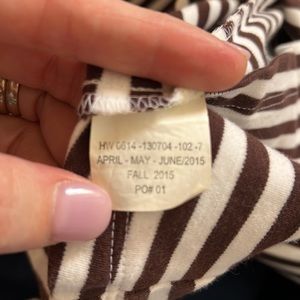 HW 0614 -130704 -102 -7
APRIL - MAY - JUNE/2015
FALL 2015
PO# 01